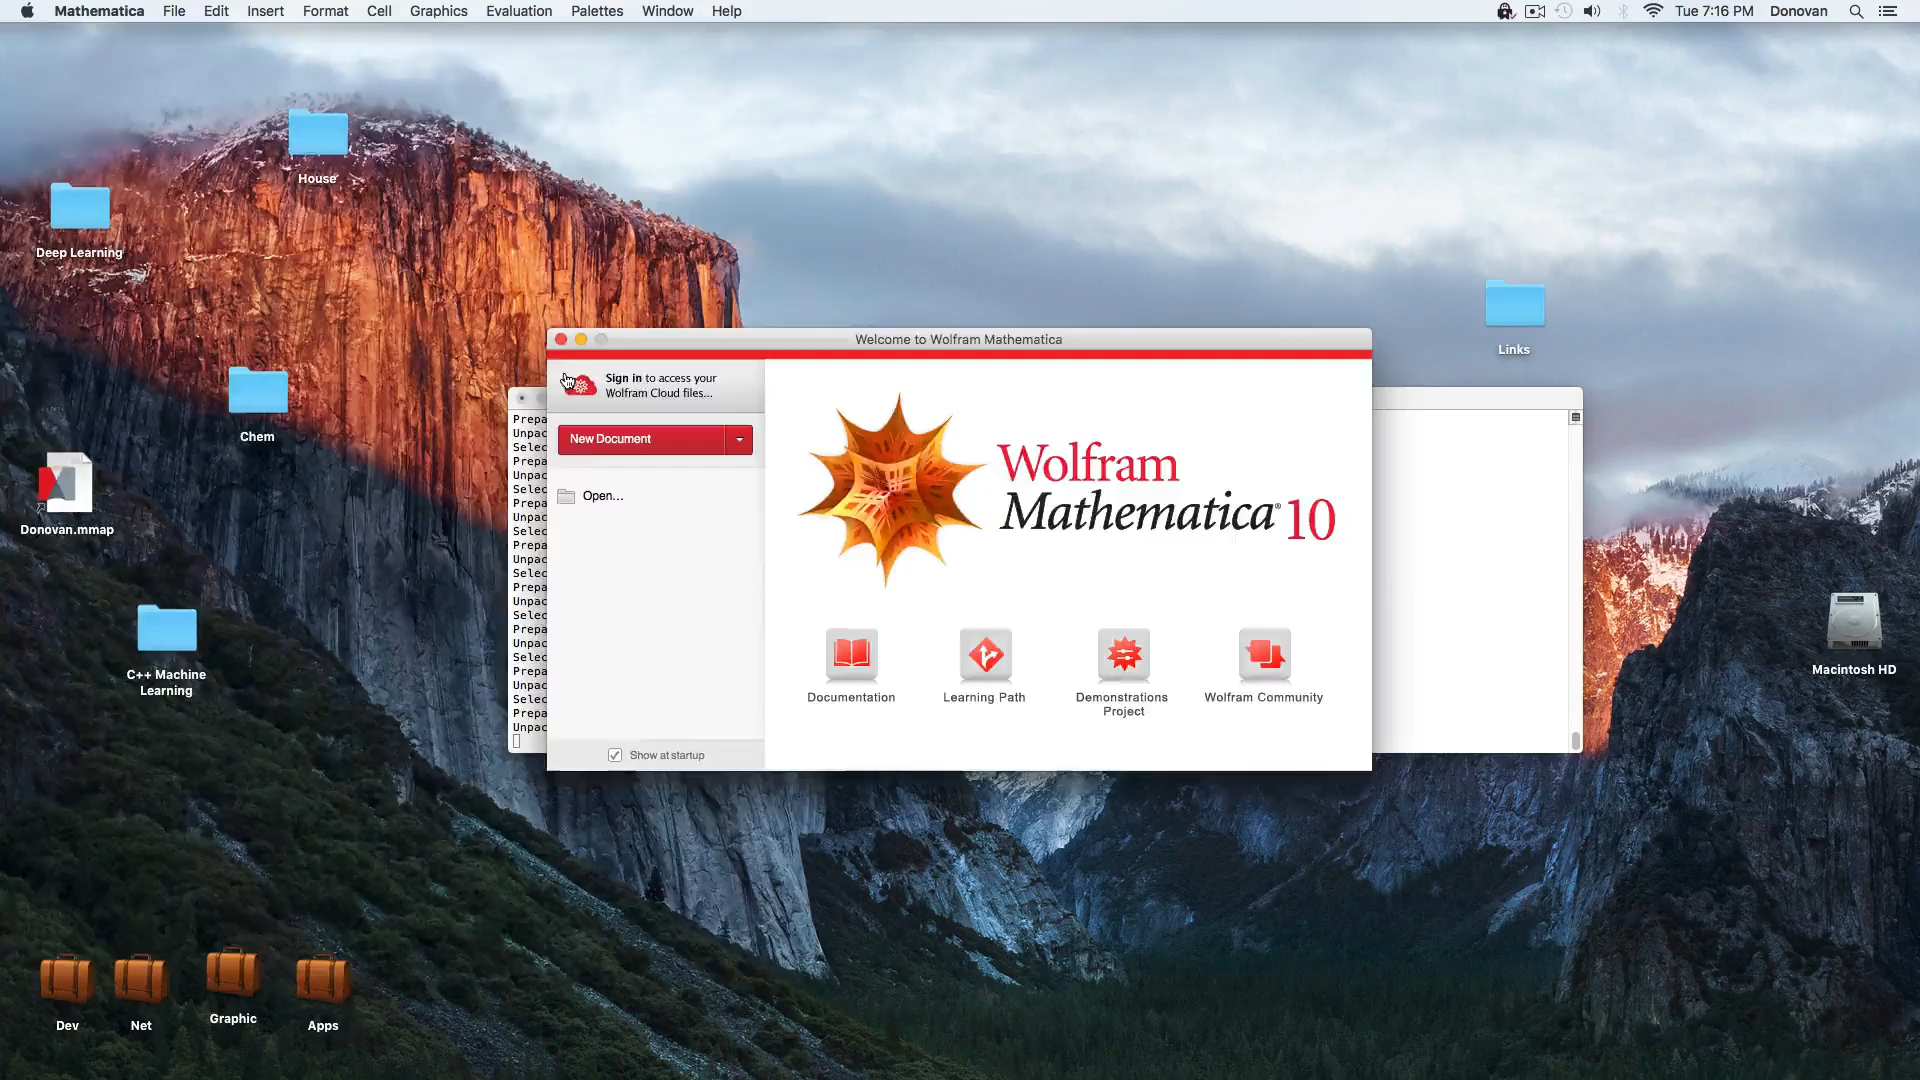 Mathematica File Edit Insert Format Cell Graphics Evaluation Palettes Window Help
Tue 7:16 PM Donovan
House
Deep Learning
Links
Chem
Donovan.mmap
C++ Machine
Learning
Macintosh HD
Dev
Net
Graphic
Apps
Welcome to Wolfram Mathematica
Sign in to access your
Wolfram Cloud files...
New Document
Open...
Show at startup
Wolfram
Mathematica® 10
Documentation
Learning Path
Demonstrations
Project
Wolfram Community
Prepa
Unpac
Selec
Prepa
Unpac
Selec
Prepa
Unpac
Selec
Prepa
Unpac
Selec
Prepa
Unpac
Selec
Prepa
Unpac
Selec
Prepa
Unpac
Selec
Prepa
Unpac